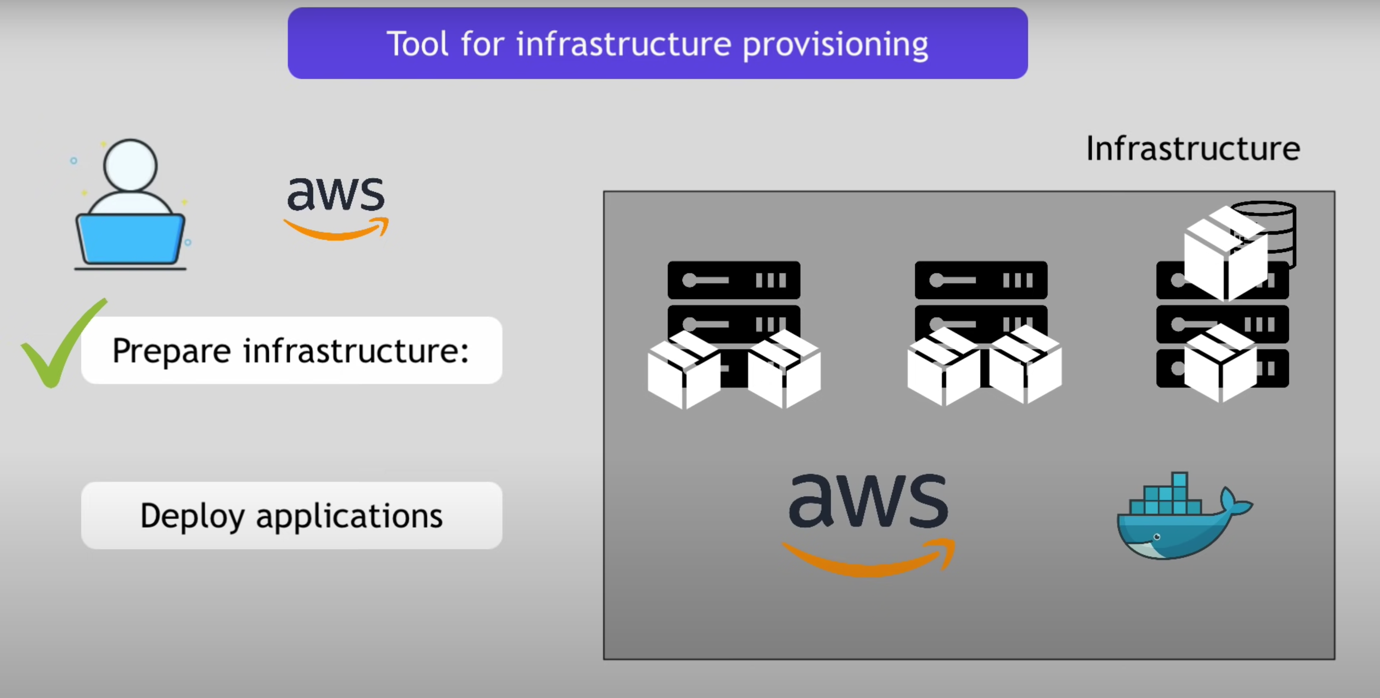 Tool for infrastructure provisioning
Infrastructure
aws
Prepare infrastructure:
Deploy applications
aws